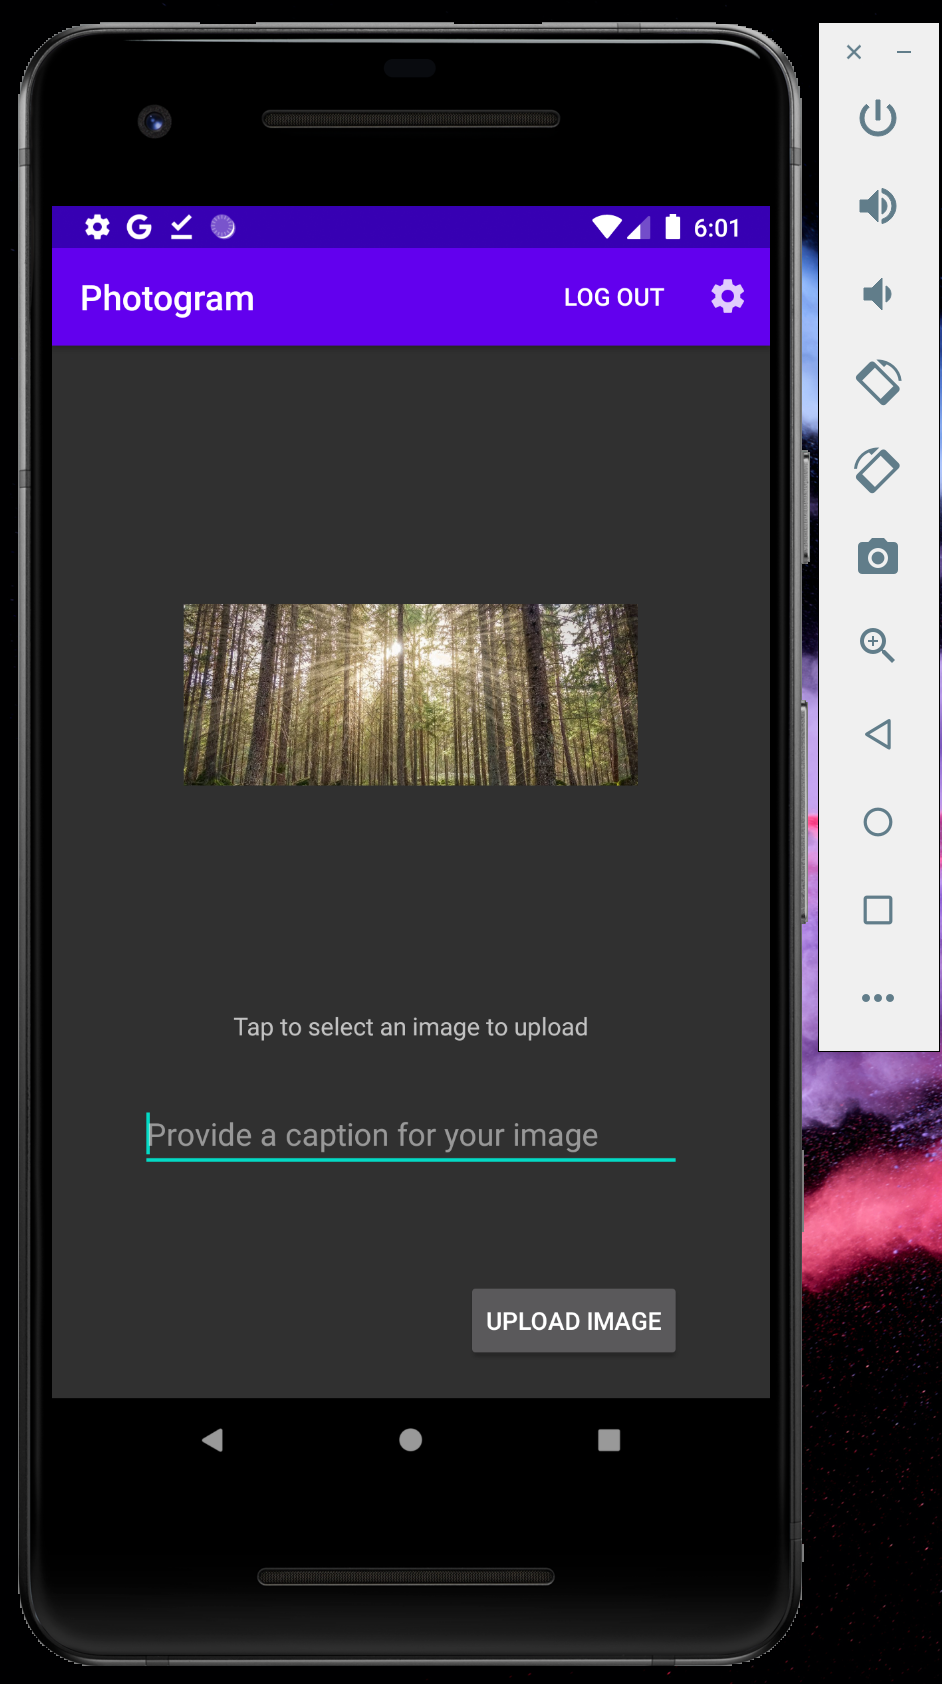 6:01
Photogram LOG OUT
Tap to select an image to upload
Provide a caption for your image
UPLOAD IMAGE